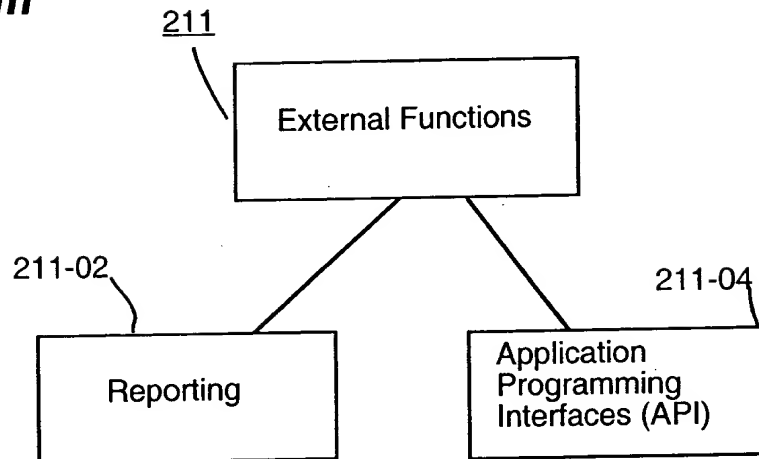 211
External Functions
211-02
211-04
Reporting
Application
Programming
Interfaces (API)